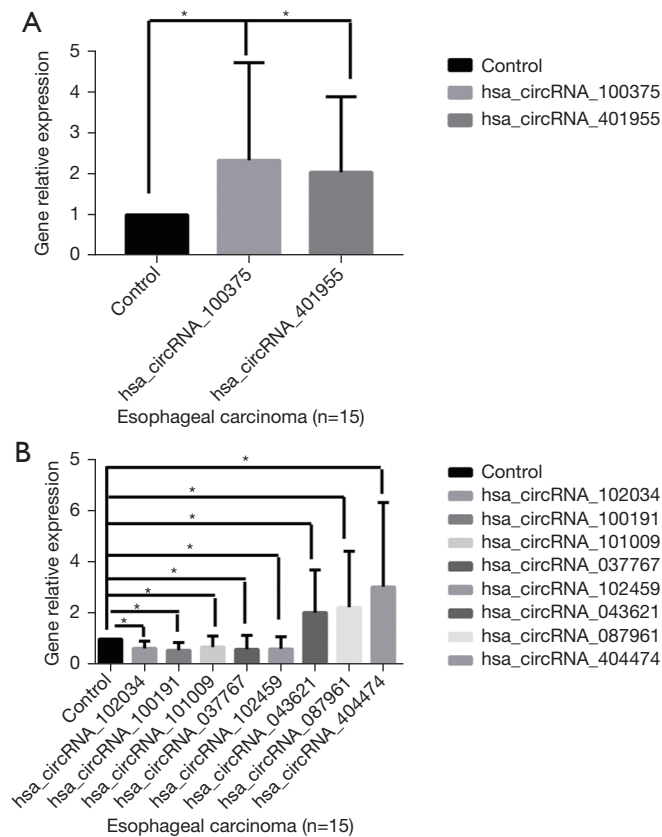 A
* *
5
4
3
2
1
0
Gene relative expression
Control
hsa_circRNA_100375
hsa_circRNA_401955
Esophageal carcinoma (n=15)
Control
hsa_circRNA_100375
hsa_circRNA_401955
B
5
6
4
2
0
Gene relative expression
*
*
*
*
*
*
*
*
Control
hsa_circRNA_102034
hsa_circRNA_100191
hsa_circRNA_101009
hsa_circRNA_037767
hsa_circRNA_102459
hsa_circRNA_043621
hsa_circRNA_087961
hsa_circRNA_404474
Esophageal carcinoma (n=15)
Control
hsa_circRNA_102034
hsa_circRNA_100191
hsa_circRNA_101009
hsa_circRNA_037767
hsa_circRNA_102459
hsa_circRNA_043621
hsa_circRNA_087961
hsa_circRNA_404474